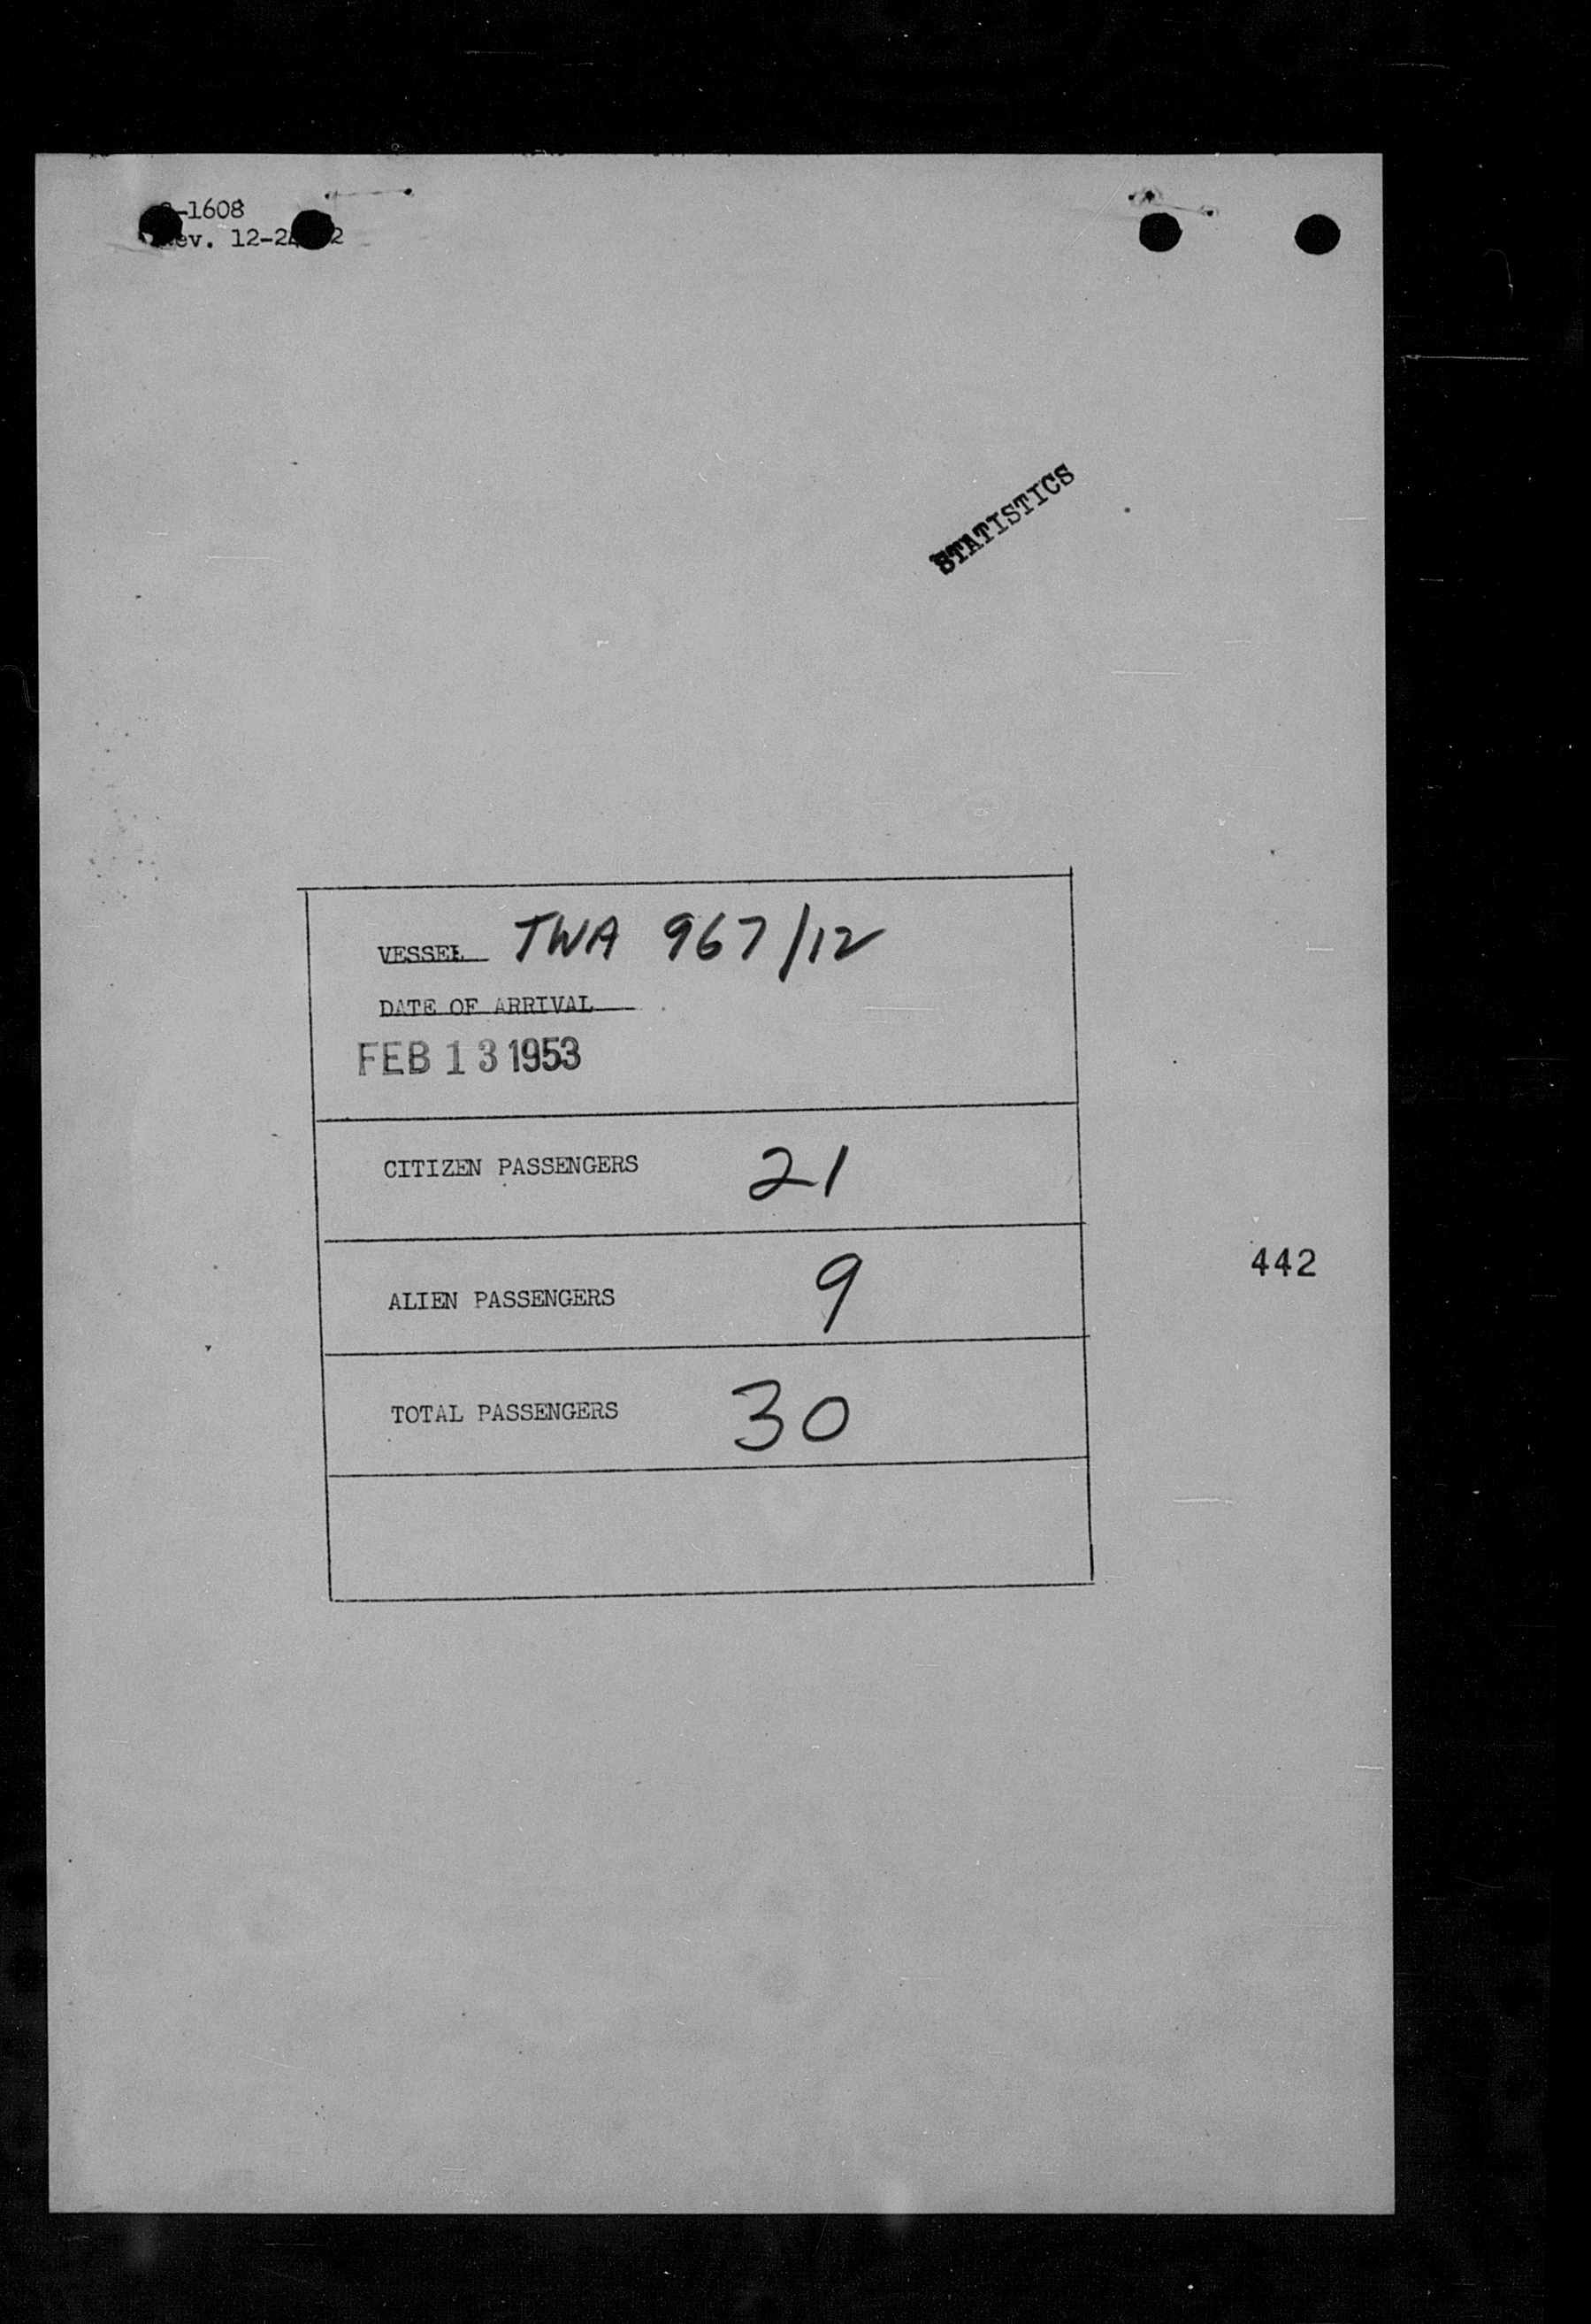 -1608
ev. 12-2
STATISTICS
VESSEL TWA 967/12
DATE OF ARRIVAL
FEB 13 1953
CITIZEN PASSENGERS 21
442
ALIEN PASSENGERS 9
TOTAL PASSENGERS 30